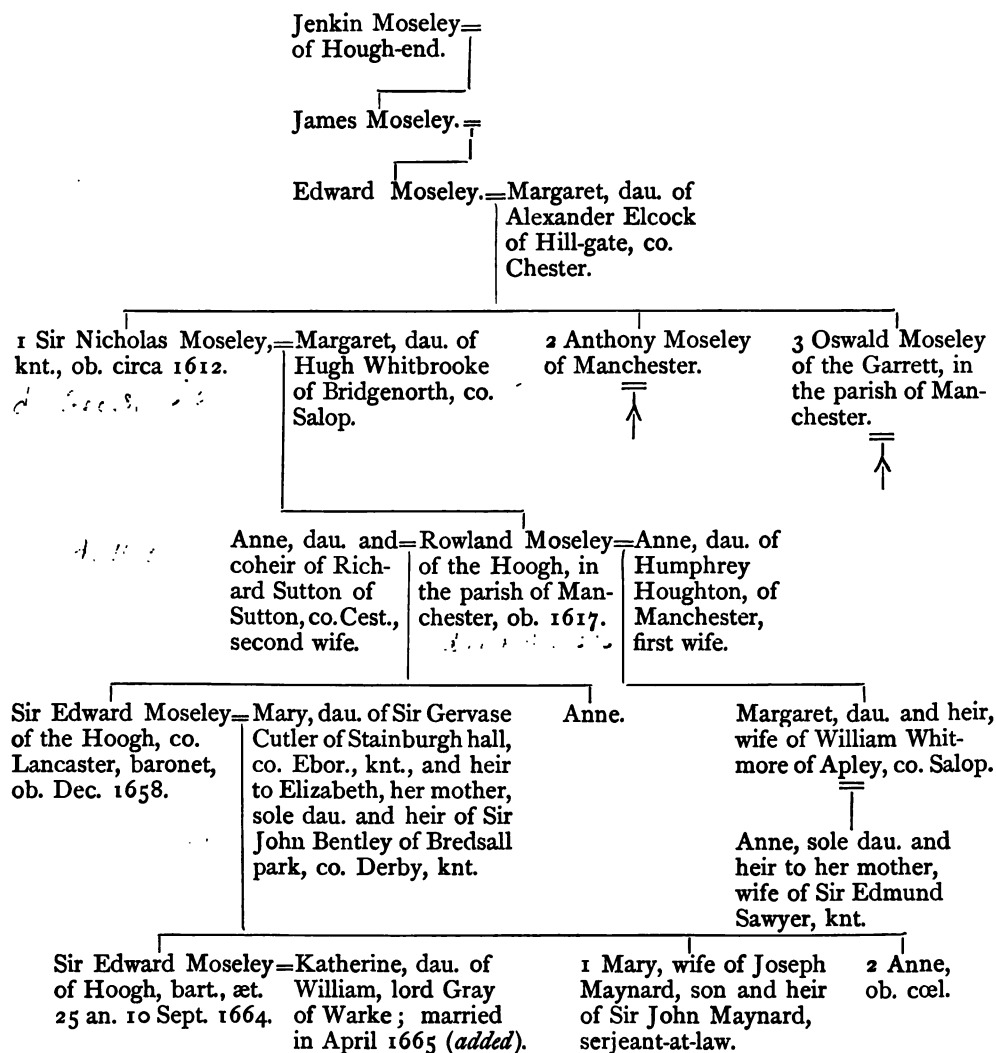 Jenkin Moseley=
of Hough-end.
James Moseley.=
Edward Moseley.=Margaret, dau. of
Alexander Elcock
of Hill-gate, co.
Chester.
1 Sir Nicholas Moseley,=
knt., ob. circa 1612.
Margaret, dau. of
Hugh Whitbrooke
of Bridgenorth, co.
Salop.
2 Anthony Moseley
of Manchester.
3 Oswald Moseley
of the Garrett, in
the parish of Man-
chester.
Anne, dau. and=
coheir of Rich-
ard Sutton of
Sutton, co. Cest.,
second wife.
Rowland Moseley=
of the Hoogh, in
the parish of Man-
chester, ob. 1617.
Anne, dau. of
Humphrey
Houghton, of
Manchester,
first wife.
Sir Edward Moseley=
of the Hoogh, co.
Lancaster, baronet,
ob. Dec. 1658.
Mary, dau. of Sir Gervase
Cutler of Stainburgh hall,
co. Ebor., knt., and heir
to Elizabeth, her mother,
sole dau. and heir of Sir
John Bentley of Bredsall
park, co. Derby, knt.
Anne.
Margaret, dau. and heir,
wife of William Whit-
more of Apley, co. Salop.
Anne, sole dau. and
heir to her mother,
wife of Sir Edmund
Sawyer, knt.
Sir Edward Moseley=
of Hoogh, bart., æt.
25 an. 10 Sept. 1664.
Katherine, dau. of
William, lord Gray
of Warke; married
in April 1665 (added).
1 Mary, wife of Joseph
Maynard, son and heir
of Sir John Maynard,
serjeant-at-law.
2 Anne,
ob. cœl.